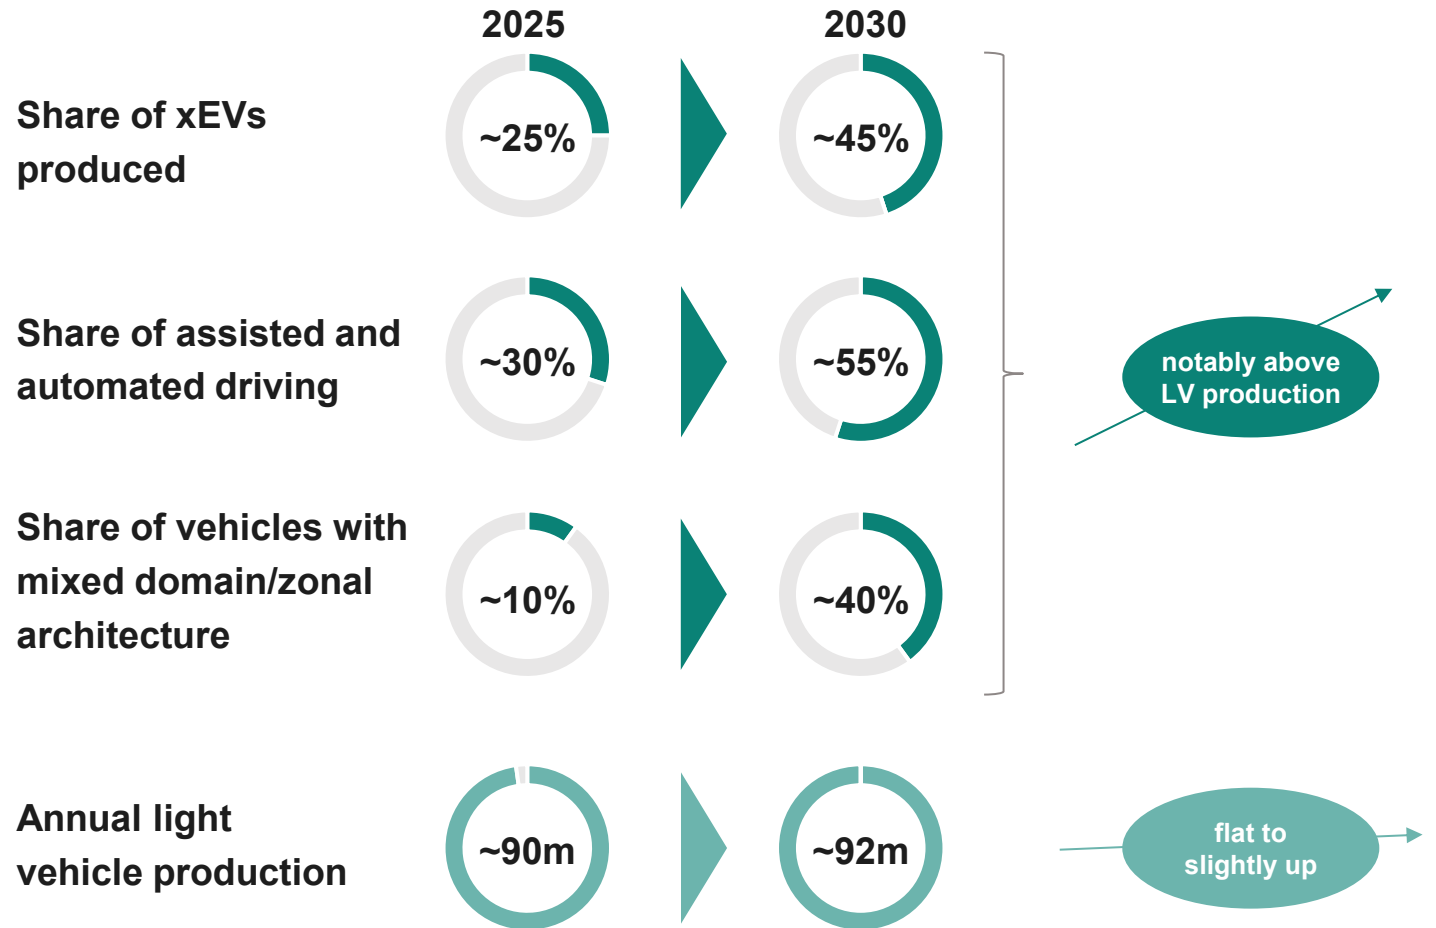 2025
2030
Share of xEVs
produced
~25%
~45%
Share of assisted and
automated driving
~30%
~55%
notably above
LV production
Share of vehicles with
mixed domain/zonal
architecture
~10%
~40%
Annual light
vehicle production
~90m
~92m
flat to
slightly up